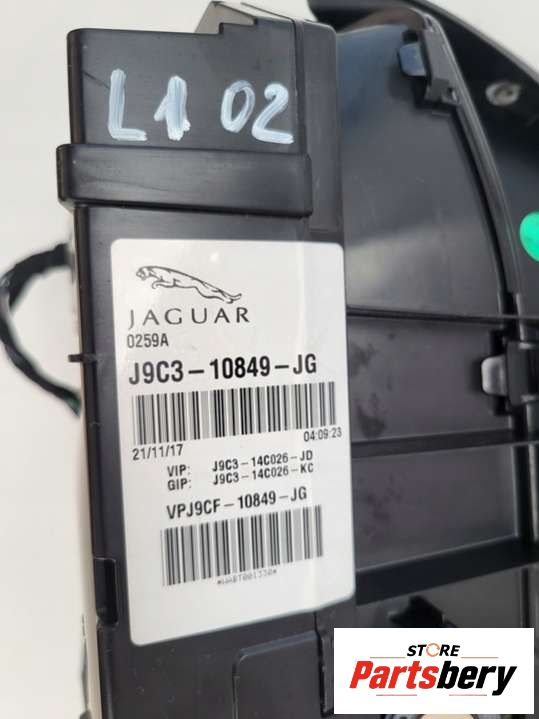 L1 02
JAGUAR
0259A
J9C3-10849-JG
21/11/17 04:09:23
VIP: J9C3-14C026-JD
GIP: J9C3-14C026-KC
VPJ9CF-10849-JG
STORE
Partsbery